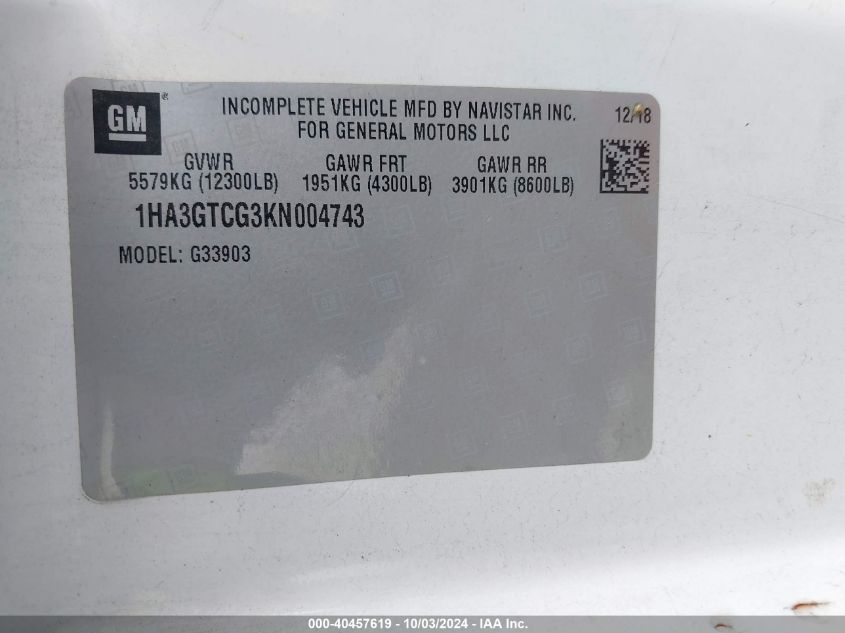 GM®
INCOMPLETE VEHICLE MFD BY NAVISTAR INC.
FOR GENERAL MOTORS LLC
12/18
GVWR
5579KG (12300LB)
GAWR FRT
1951KG (4300LB)
GAWR RR
3901KG (8600LB)
1HA3GTCG3KN004743
MODEL: G33903
000-40457619 - 10/03/2024 - IAA Inc.